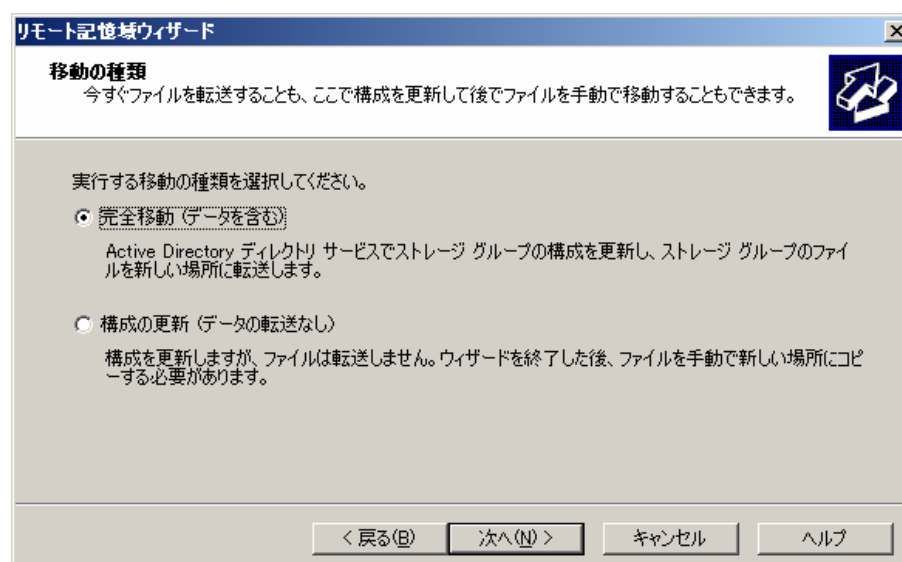 リモート記憶域ウィザード
移動の種類
今すぐファイルを転送することも、ここで構成を更新して後でファイルを手動で移動することもできます。
実行する移動の種類を選択してください。
完全移動 (データを含む)
Active Directory ディレクトリ サービスでストレージ グループの構成を更新し、ストレージ グループのファイ
ルを新しい場所に転送します。
構成の更新 (データの転送なし)
構成を更新しますが、ファイルは転送しません。ウィザードを終了した後、ファイルを手動で新しい場所にコピ
ーする必要があります。
< 戻る(B) 次へ(N) > キャンセル ヘルプ